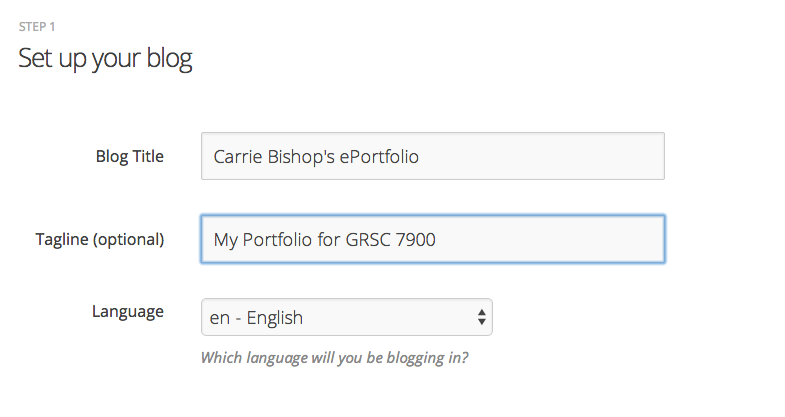 STEP 1
Set up your blog
Blog Title
Carrie Bishop's ePortfolio
Tagline (optional)
My Portfolio for GRSC 7900
Language
en - English
Which language will you be blogging in?